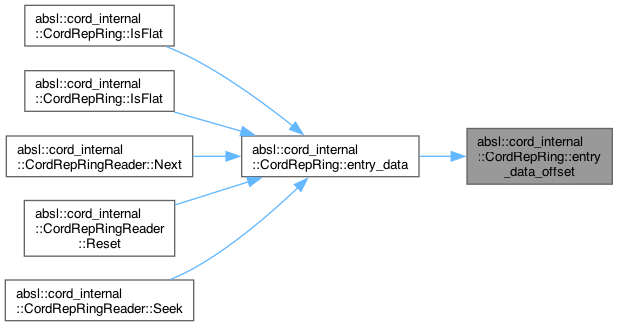 absl::cord_internal
::CordRepRing::IsFlat
absl::cord_internal
::CordRepRing::IsFlat
absl::cord_internal
::CordRepRingReader::Next
absl::cord_internal
::CordRepRingReader
::Reset
absl::cord_internal
::CordRepRingReader::Seek
absl::cord_internal
::CordRepRing::entry_data
absl::cord_internal
::CordRepRing::entry
_data_offset